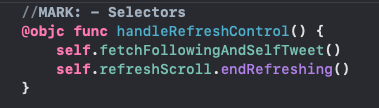 //MARK: - Selectors
@objc func handleRefreshControl() {
    self.fetchFollowingAndSelfTweet()
    self.refreshScroll.endRefreshing()
}